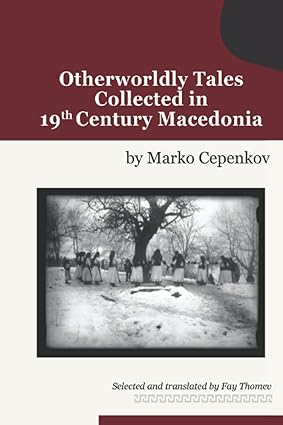 Otherworldly Tales
Collected in
19th Century Macedonia
by Marko Cepenkov
Selected and translated by Fay Thomev